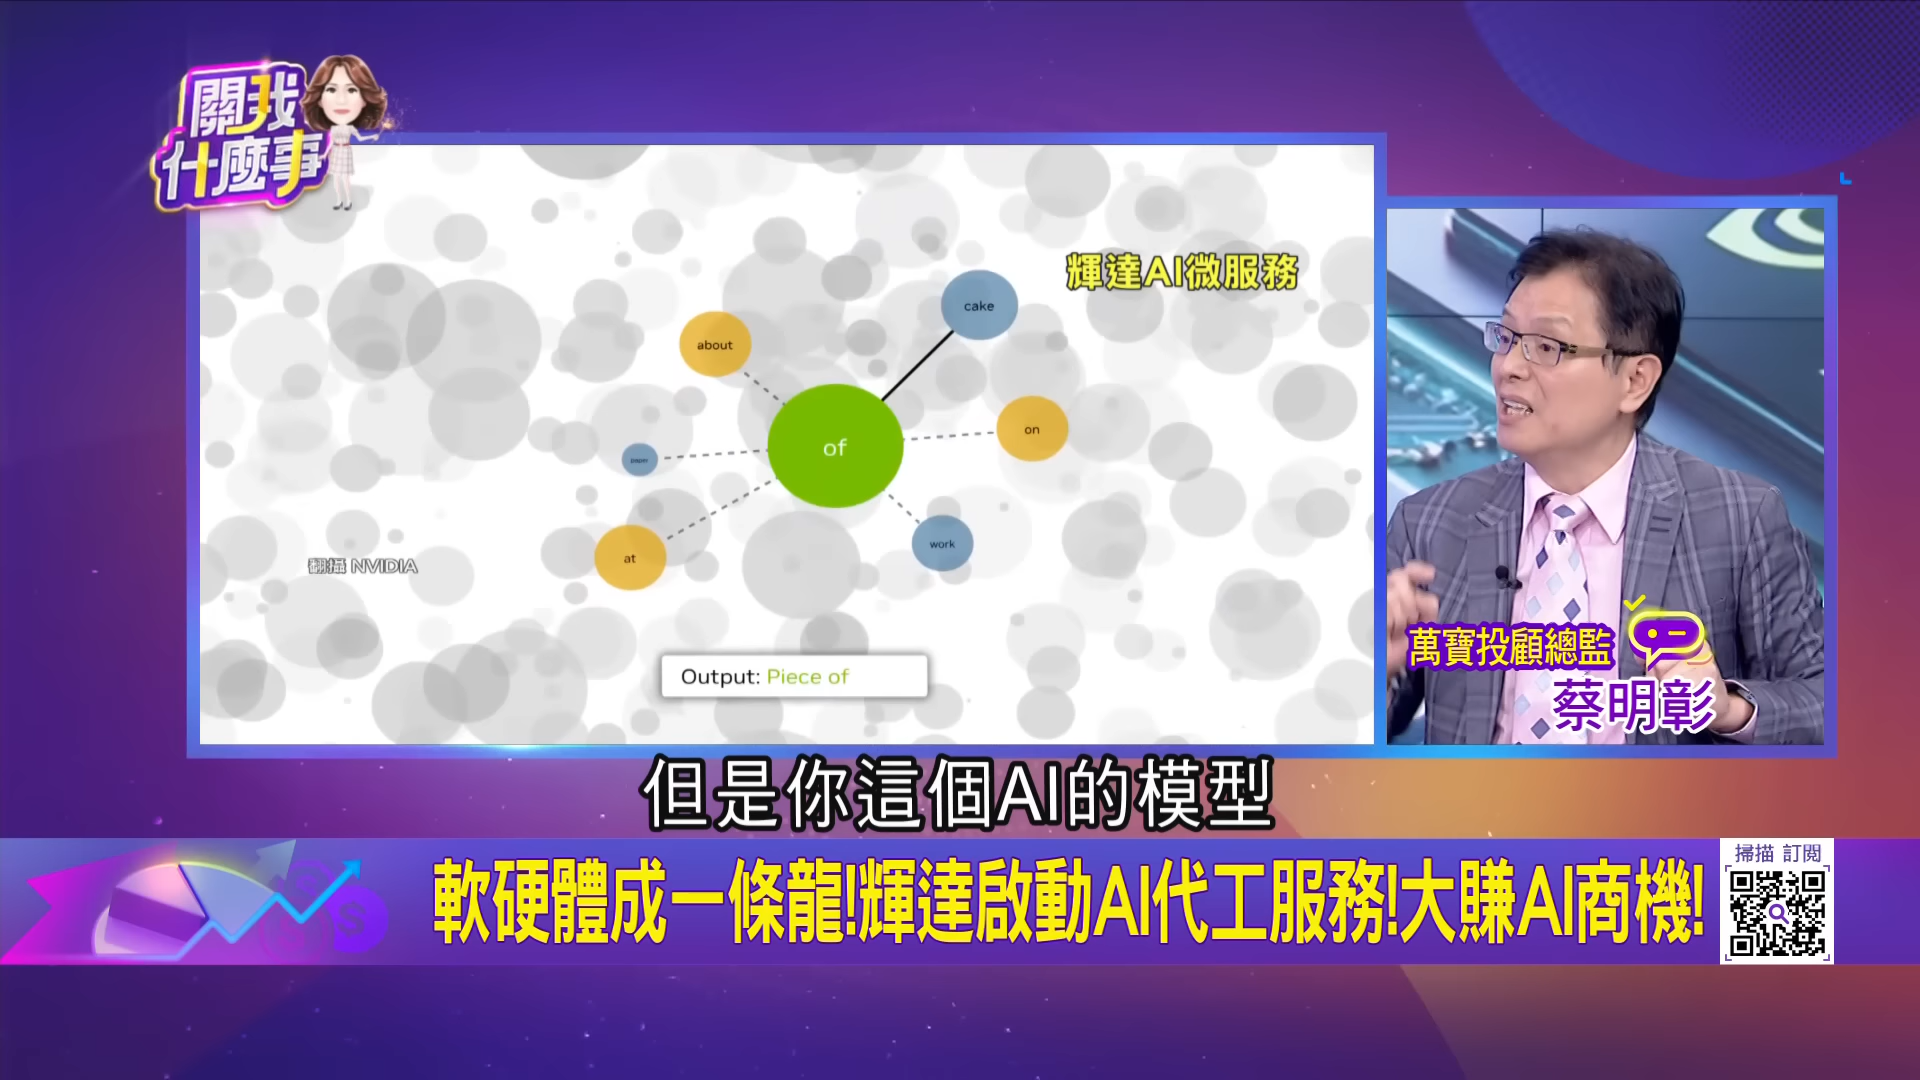 關我
什麼事
輝達AI微服務
cake
about
of
on
at
work
翻攝 NVIDIA
Output: Piece of
萬寶投顧總監
蔡明彰
但是你這個AI的模型
軟硬體成一條龍!輝達啟動AI代工服務!大賺AI商機!
掃描 訂閱